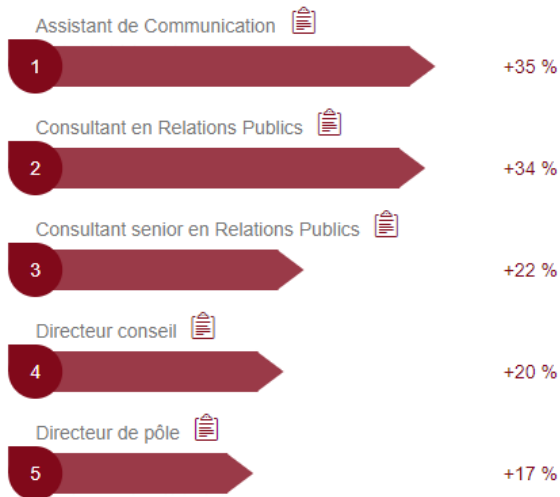 Assistant de Communication
1 +35 %
Consultant en Relations Publics
2 +34 %
Consultant senior en Relations Publics
3 +22 %
Directeur conseil
4 +20 %
Directeur de pôle
5 +17 %